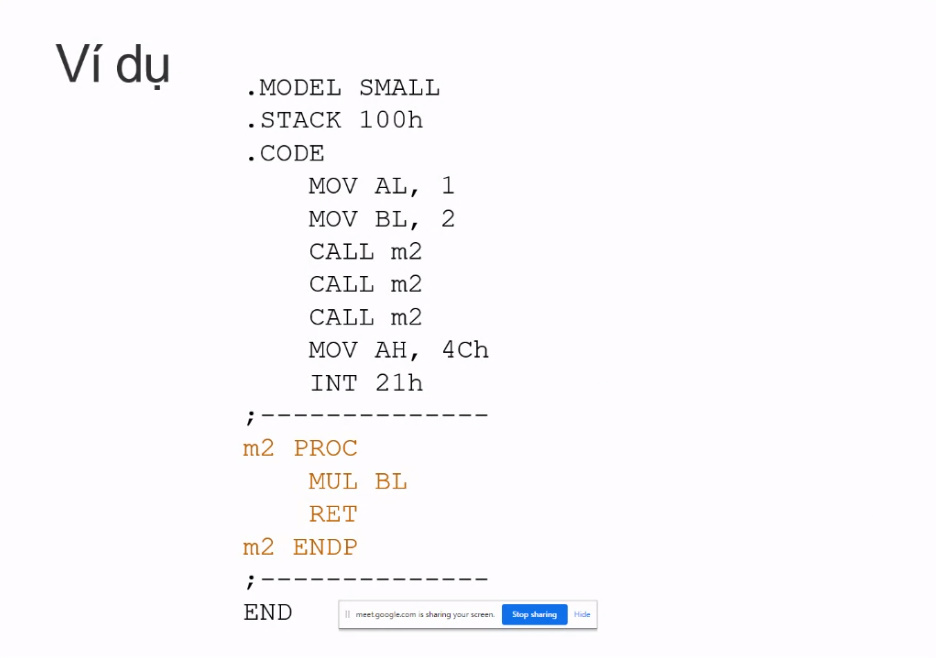 Ví dụ
.MODEL SMALL
.STACK 100h
.CODE
MOV AL, 1
MOV BL, 2
CALL m2
CALL m2
CALL m2
MOV AH, 4Ch
INT 21h
;--------------
m2 PROC
MUL BL
RET
m2 ENDP
;--------------
END
meet.google.com is sharing your screen. Stop sharing Hide